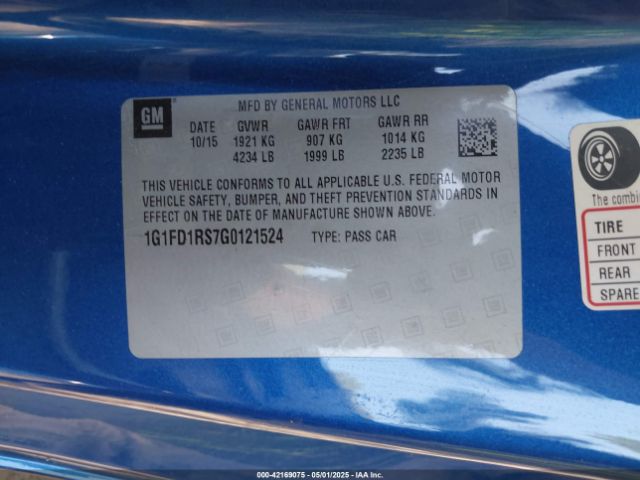 GM
MFD BY GENERAL MOTORS LLC
DATE GVWR GAWR FRT GAWR RR
10/15 1921 KG 907 KG 1014 KG
4234 LB 1999 LB 2235 LB
THIS VEHICLE CONFORMS TO ALL APPLICABLE U.S. FEDERAL MOTOR
VEHICLE SAFETY, BUMPER, AND THEFT PREVENTION STANDARDS IN
EFFECT ON THE DATE OF MANUFACTURE SHOWN ABOVE.
1G1FD1RS7G0121524 TYPE: PASS CAR
The combin
TIRE
FRONT
REAR
SPARE
00-42169075 - 05/01/2025 - IAA Inc.